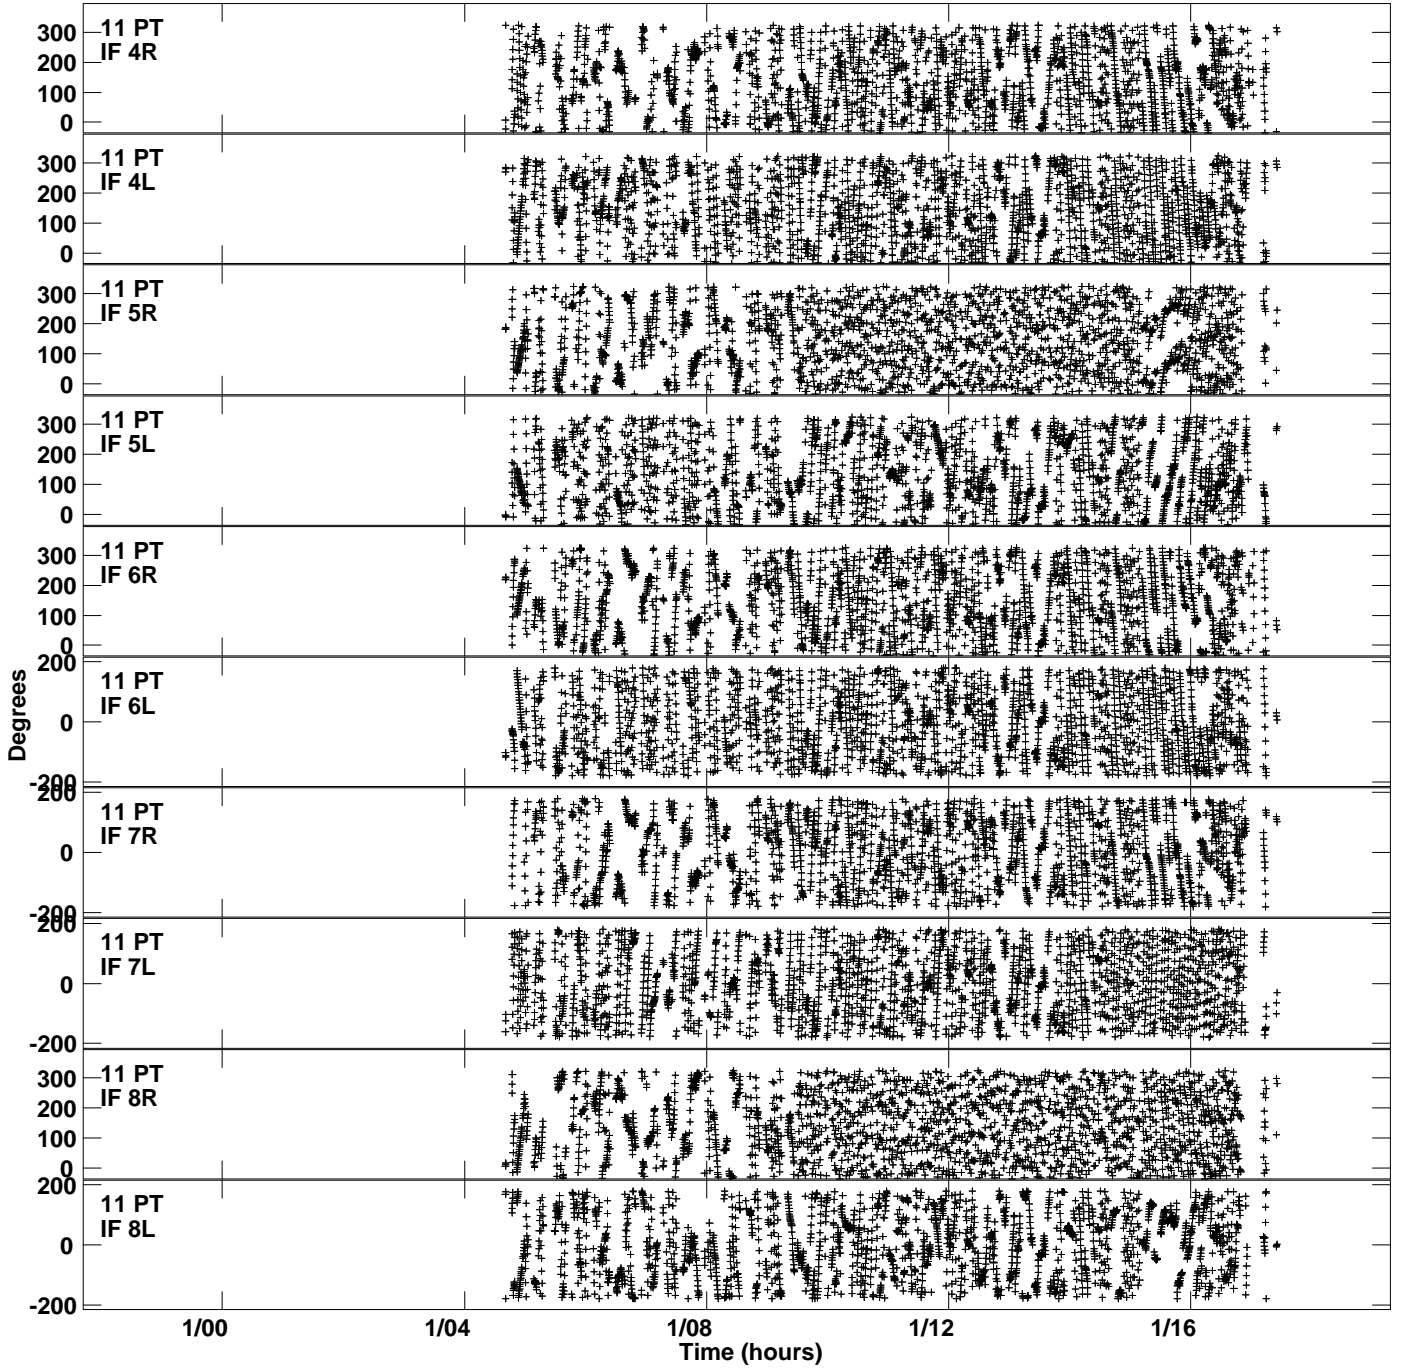 11 PT
IF 4R
300
200
100
0
11 PT
IF 4L
300
200
100
0
11 PT
IF 5R
300
200
100
0
11 PT
IF 5L
300
200
100
0
11 PT
IF 6R
300
200
100
0
11 PT
IF 6L
200
0
-200
11 PT
IF 7R
200
0
-200
11 PT
IF 7L
200
0
-200
11 PT
IF 8R
300
200
100
0
11 PT
IF 8L
200
0
-200
Degrees
1/00 1/04 1/08 1/12 1/16
Time (hours)